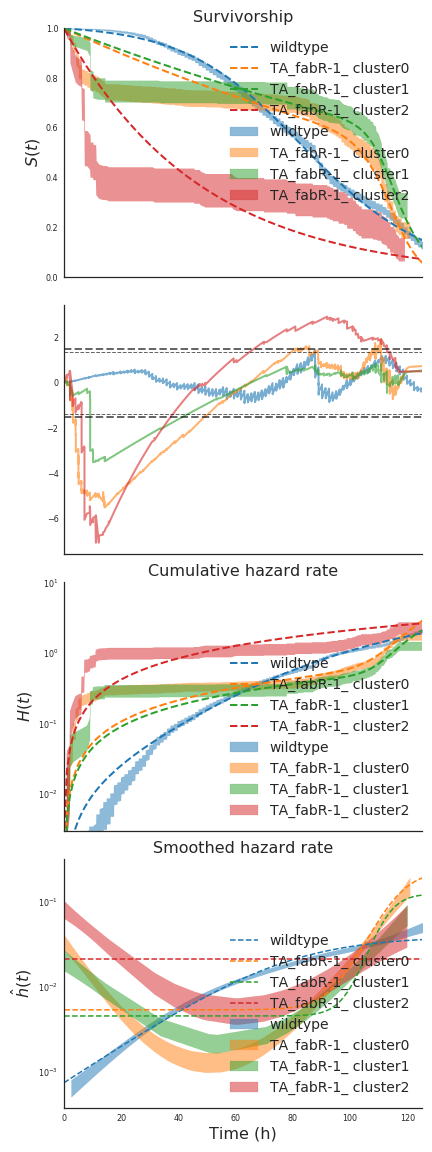 Survivorship
1.0
0.8
0.6
0.4
0.2
0.0
S(t)
wildtype
TA_fabR-1_ cluster0
TA_fabR-1_ cluster1
TA_fabR-1_ cluster2
wildtype
TA_fabR-1_ cluster0
TA_fabR-1_ cluster1
TA_fabR-1_ cluster2
2
0
−2
−4
−6
Cumulative hazard rate
10¹
10⁰
10⁻¹
10⁻²
H(t)
wildtype
TA_fabR-1_ cluster0
TA_fabR-1_ cluster1
TA_fabR-1_ cluster2
wildtype
TA_fabR-1_ cluster0
TA_fabR-1_ cluster1
TA_fabR-1_ cluster2
Smoothed hazard rate
10⁻¹
10⁻²
10⁻³
ĥ(t)
wildtype
TA_fabR-1_ cluster0
TA_fabR-1_ cluster1
TA_fabR-1_ cluster2
wildtype
TA_fabR-1_ cluster0
TA_fabR-1_ cluster1
TA_fabR-1_ cluster2
0 20 40 60 80 100 120
Time (h)